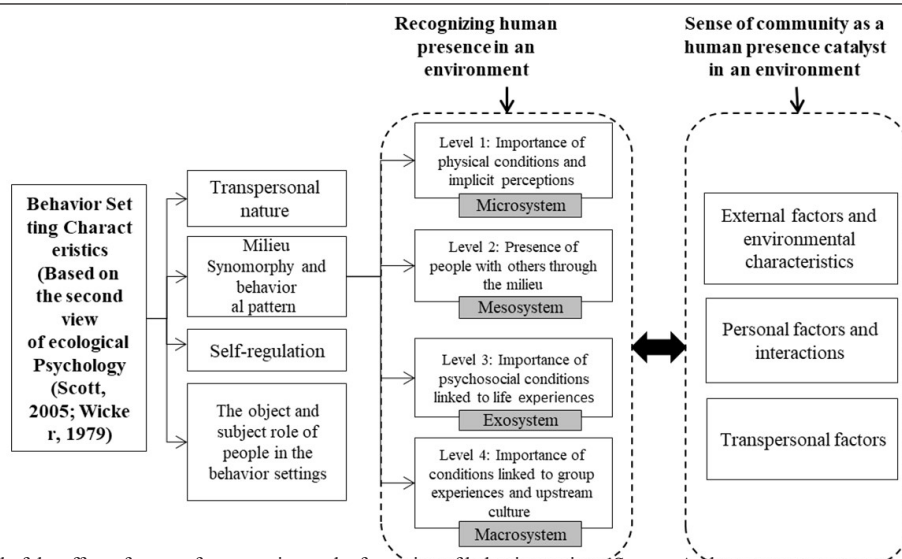 Recognizing human
presence in an
environment
Sense of community as a
human presence catalyst
in an environment
Behavior Set
ting Charact
eristics
(Based on
the second
view
of ecological
Psychology
(Scott,
2005; Wicke
r, 1979)
Transpersonal
nature
Milieu
Synomorphy and
behavior
al pattern
Self-regulation
The object and
subject role of
people in the
behavior settings
Level 1: Importance of
physical conditions and
implicit perceptions
Microsystem
Level 2: Presence of
people with others through
the milieu
Mesosystem
Level 3: Importance of
psychosocial conditions
linked to life experiences
Exosystem
Level 4: Importance of
conditions linked to group
experiences and upstream
culture
Macrosystem
External factors and
environmental
characteristics
Personal factors and
interactions
Transpersonal factors